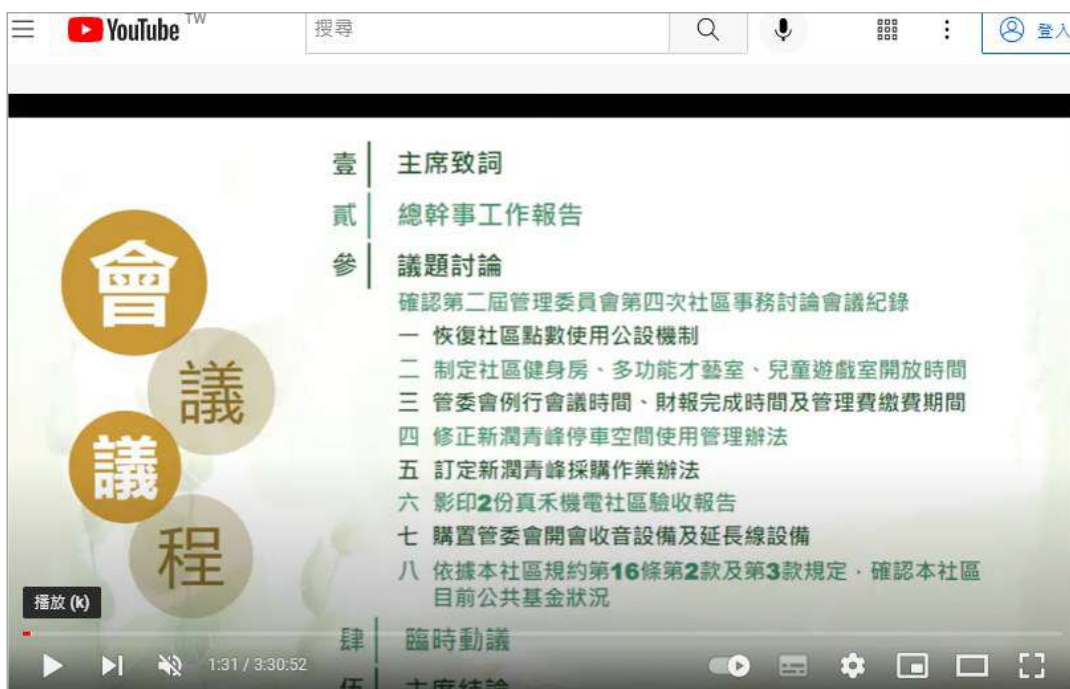 YouTube TW
搜尋
登入
會
議
議
程
壹 主席致詞
貳 總幹事工作報告
參 議題討論
確認第二屆管理委員會第四次社區事務討論會議紀錄
一 恢復社區點數使用公設機制
二 制定社區健身房、多功能才藝室、兒童遊戲室開放時間
三 管委會例行會議時間、財報完成時間及管理費繳費期間
四 修正新潤青峰停車空間使用管理辦法
五 訂定新潤青峰採購作業辦法
六 影印2份真禾機電社區驗收報告
七 購置管委會開會收音設備及延長線設備
八 依據本社區規約第16條第2款及第3款規定，確認本社區
目前公共基金狀況
肆 臨時動議
伍 主席結論
播放 (k)
1:31 / 3:30:52